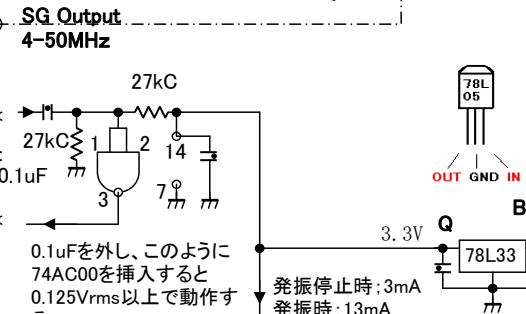 SG Output
4-50MHz
27kC
27kC
1
2
14
0.1uF
3
7
78L
05
OUT GND IN
B
Q
3.3V
78L33
0.1uFを外し、このように
74AC00を挿入すると
0.125Vrms以上で動作す
発振停止時;3mA
発振時;13mA